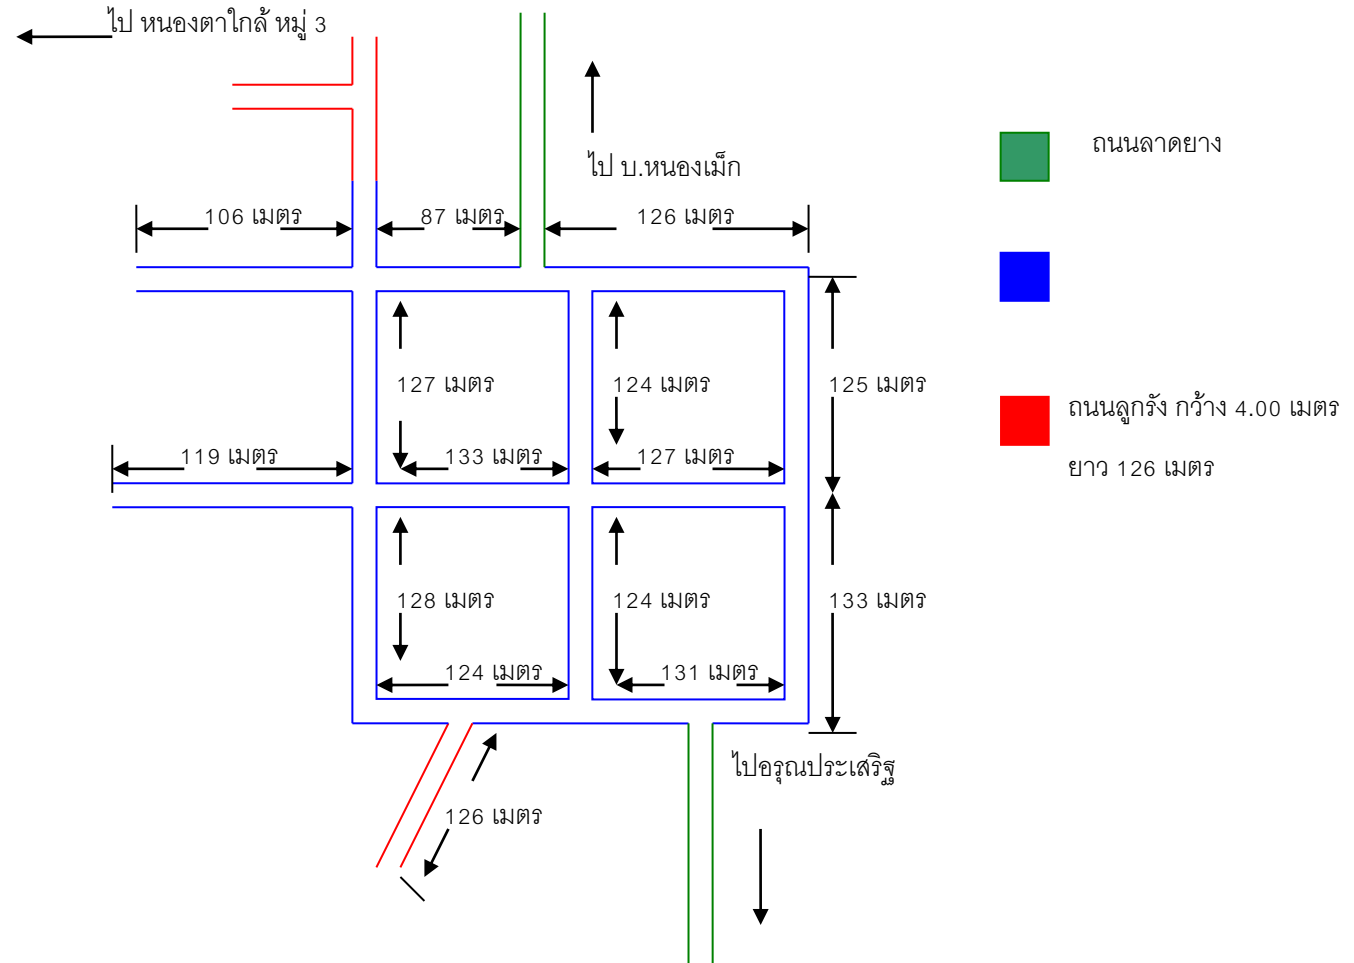 ไป หนองตาใกล้ หมู่ 3
ถนนลาดยาง
ไป บ.หนองเม็ก
106 เมตร
87 เมตร
126 เมตร
127 เมตร
124 เมตร
125 เมตร
ถนนลูกรัง กว้าง 4.00 เมตร
119 เมตร
133 เมตร
127 เมตร
ยาว 126 เมตร
128 เมตร
124 เมตร
133 เมตร
124 เมตร
131 เมตร
ไปอรุณประเสริฐ
126 เมตร